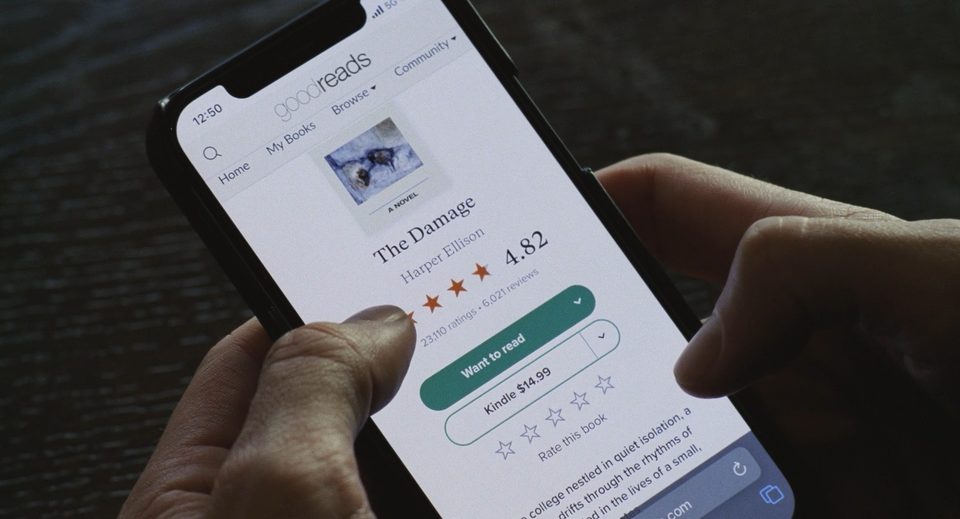 5G
12:50
goodreads
Home My Books Browse Community
A NOVEL
The Damage
Harper Ellison
4.82
23,110 ratings • 6,021 reviews
Want to read
Kindle $14.99
Rate this book
college nestled in quiet isolation, a
drifts through the rhythms of
in the lives of a small,
.com